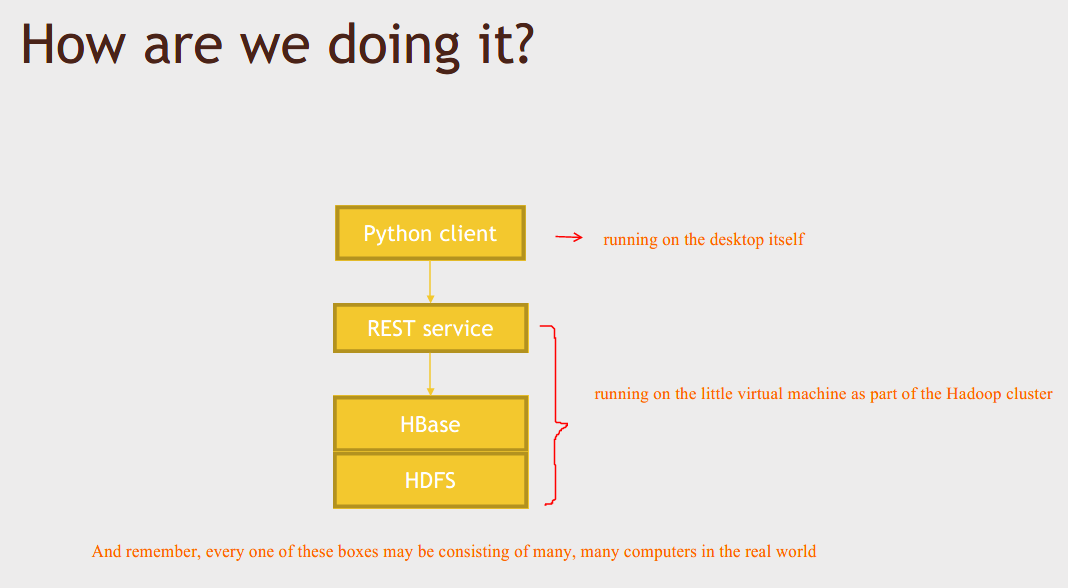 How are we doing it?
Python client
running on the desktop itself
REST service
running on the little virtual machine as part of the Hadoop cluster
HBase
HDFS
And remember, every one of these boxes may be consisting of many, many computers in the real world